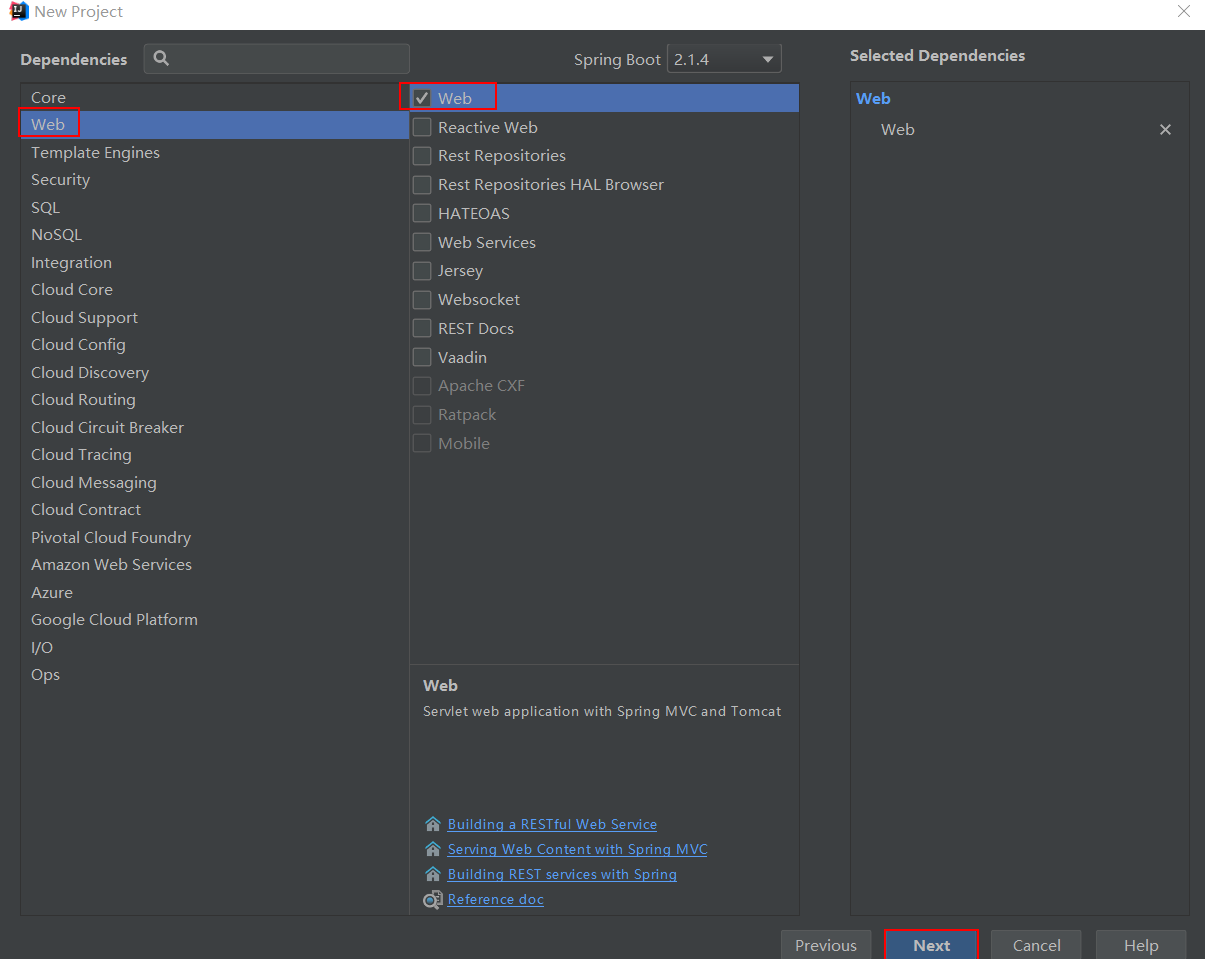 New Project
Dependencies
Spring Boot 2.1.4
Selected Dependencies
Core
Web
Template Engines
Security
SQL
NoSQL
Integration
Cloud Core
Cloud Support
Cloud Config
Cloud Discovery
Cloud Routing
Cloud Circuit Breaker
Cloud Tracing
Cloud Messaging
Cloud Contract
Pivotal Cloud Foundry
Amazon Web Services
Azure
Google Cloud Platform
I/O
Ops
Web
Reactive Web
Rest Repositories
Rest Repositories HAL Browser
HATEOAS
Web Services
Jersey
Websocket
REST Docs
Vaadin
Apache CXF
Ratpack
Mobile
Web
Servlet web application with Spring MVC and Tomcat
Building a RESTful Web Service
Serving Web Content with Spring MVC
Building REST services with Spring
Reference doc
Web
Web
Previous
Next
Cancel
Help